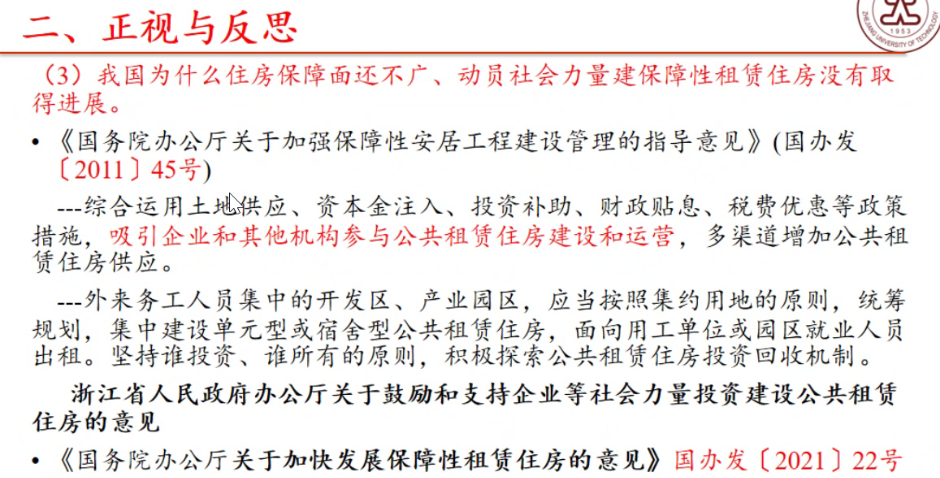 二、正视与反思
1953
ZHEJIANG UNIVERSITY OF TECHNOLOGY
（3）我国为什么住房保障面还不广、动员社会力量建保障性租赁住房没有取
得进展。
• 《国务院办公厅关于加强保障性安居工程建设管理的指导意见》(国办发
〔2011〕45号)
---综合运用土地供应、资本金注入、投资补助、财政贴息、税费优惠等政策
措施，吸引企业和其他机构参与公共租赁住房建设和运营，多渠道增加公共租
赁住房供应。
---外来务工人员集中的开发区、产业园区，应当按照集约用地的原则，统筹
规划，集中建设单元型或宿舍型公共租赁住房，面向用工单位或园区就业人员
出租。坚持谁投资、谁所有的原则，积极探索公共租赁住房投资回收机制。
浙江省人民政府办公厅关于鼓励和支持企业等社会力量投资建设公共租赁
住房的意见
• 《国务院办公厅关于加快发展保障性租赁住房的意见》国办发〔2021〕22号